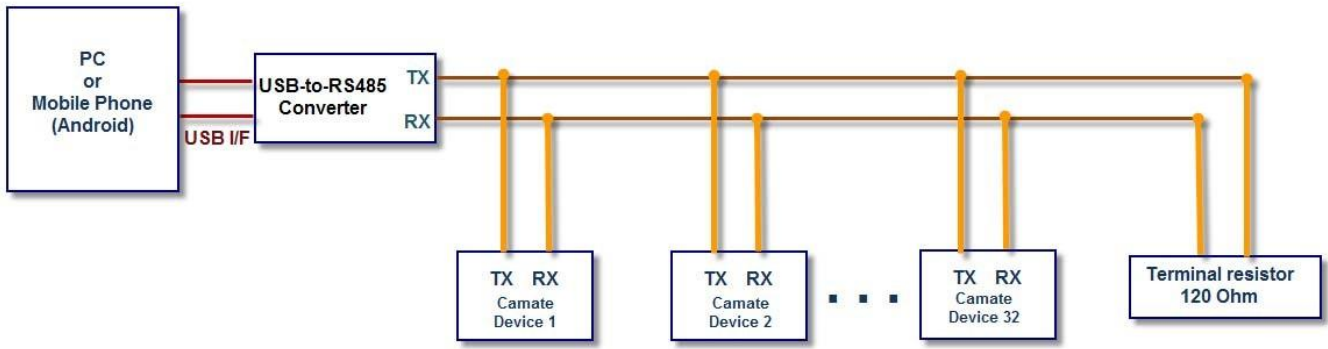 PC
or
Mobile Phone
(Android)
USB I/F
USB-to-RS485
Converter
TX
RX
TX RX
Camate
Device 1
TX RX
Camate
Device 2
. . .
TX RX
Camate
Device 32
Terminal resistor
120 Ohm